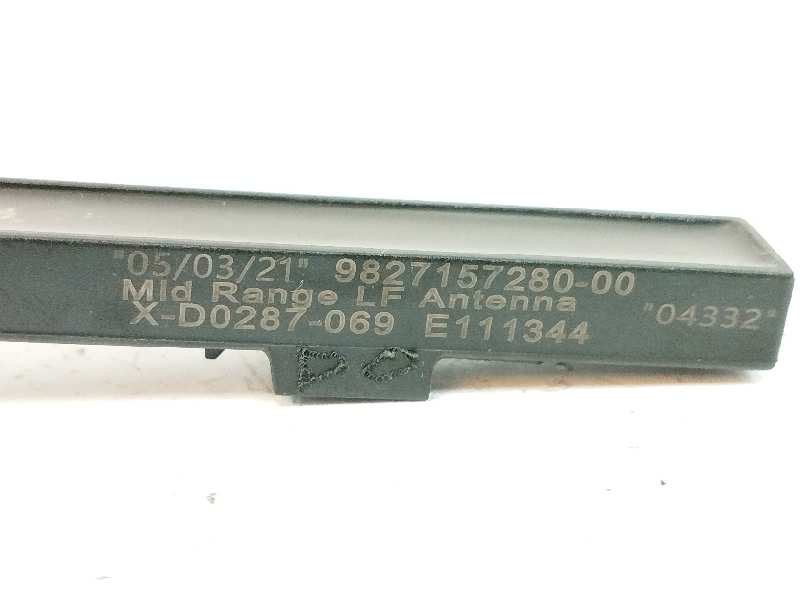 "05/03/21" 9827157280-00
Mid Range LF Antenna
X-D0287-069 E111344
"04332"